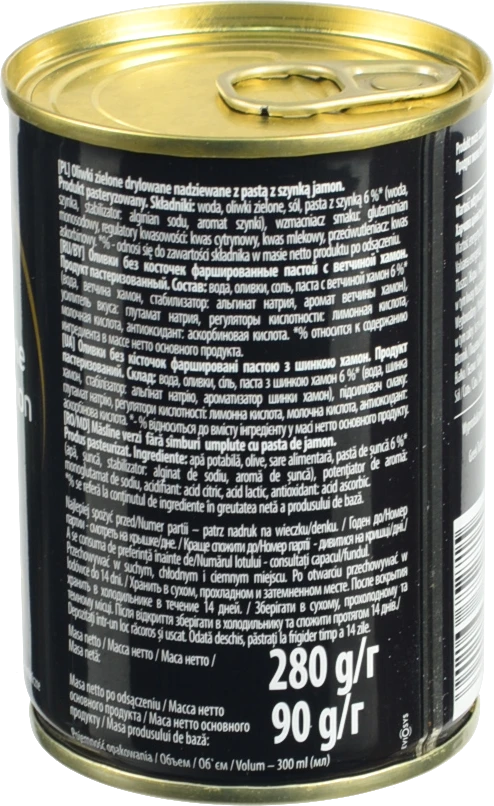 [PL] Oliwki zielone drylowane nadziewane z pastą z szynką jamon.
Produkt pasteryzowany. Składniki: woda, oliwki zielone, sól, pasta z szynką 6 %* (woda,
szynka, stabilizator: alginian sodu, aromat szynki), wzmacniacz smaku: glutaminian
monosodowy, regulatory kwasowości: kwas cytrynowy, kwas mlekowy, przeciwutleniacz: kwas
askorbinowy. *% - odnosi się do zawartości składnika w masie netto produktu po odsączeniu.
[RU/BY] Оливки без косточек фаршированные пастой с ветчиной хамон.
Продукт пастеризованный. Состав: вода, оливки, соль, паста с ветчиной хамон 6 %*
(вода, ветчина хамон, стабилизатор: альгинат натрия, аромат ветчины хамон),
усилитель вкуса: глутамат натрия, регуляторы кислотности: лимонная кислота,
молочная кислота, антиоксидант: аскорбиновая кислота. *% относится к содержанию
ингредиента в массе нетто основного продукта.
[UA] Оливки без кісточок фаршировані пастою з шинкою хамон. Продукт
пастеризований. Склад: вода, оливки, сіль, паста з шинкою хамон 6 %* (вода, шинка
хамон, стабілізатор: альгінат натрію, ароматизатор шинки хамон), підсилювач смаку:
глутамат натрію, регулятори кислотності: лимонна кислота, молочна кислота, антиоксидант:
аскорбінова кислота. *- % відноситься до вмісту інгредієнту у масі нетто основного продукту.
[RO/MD] Măsline verzi fără simburi umplute cu pasta de jamon.
Produs pasteurizat. Ingrediente: apă potabilă, olive, sare alimentară, pastă de șuncă 6 %*
(apă, șuncă, stabilizator: alginat de sodiu, aromă de șuncă), potențiator de aromă:
monoglutamat de sodiu, acidifiant: acid citric, acid lactic, antioxidant: acid ascorbic.
*% se referă la conținutul de ingredient in greutatea netă a produsului de bază.
Najlepiej spożyć przed/Numer partii – patrz nadruk na wieczku/denku. / Годен до/Номер
партии - смотреть на крышке/дне. / Краще спожити до/Номер партії - дивитися на кришці/дні./
A se consuma de preferință inainte de/Numărul lotului - consultați capacul/fundul.
Przechowywać w suchym, chłodnym i ciemnym miejscu. Po otwarciu przechowywać w
lodówce do 14 dni. / Хранить в сухом, прохладном и затемненном месте. После вскрытия
хранить в холодильнике в течение 14 дней. / Зберігати в сухому, прохолодному та
темному місці. Після відкриття зберігати в холодильнику та спожити протягом 14 днів./
Depozitați intr-un loc răcoros și uscat. Odată deschis, păstrați la frigider timp a 14 zile.
Masa netto / Масса нетто / Маса нетто /
Masa netă:
280 g/г
Masa netto po odsączeniu / Масса нетто
основного продукта / Маса нетто основного
продукту / Masa produsului de bază:
90 g/г
Pojemność opakowania / Объем / Об'єм / Volum – 300 ml (мл)
EVOSYS